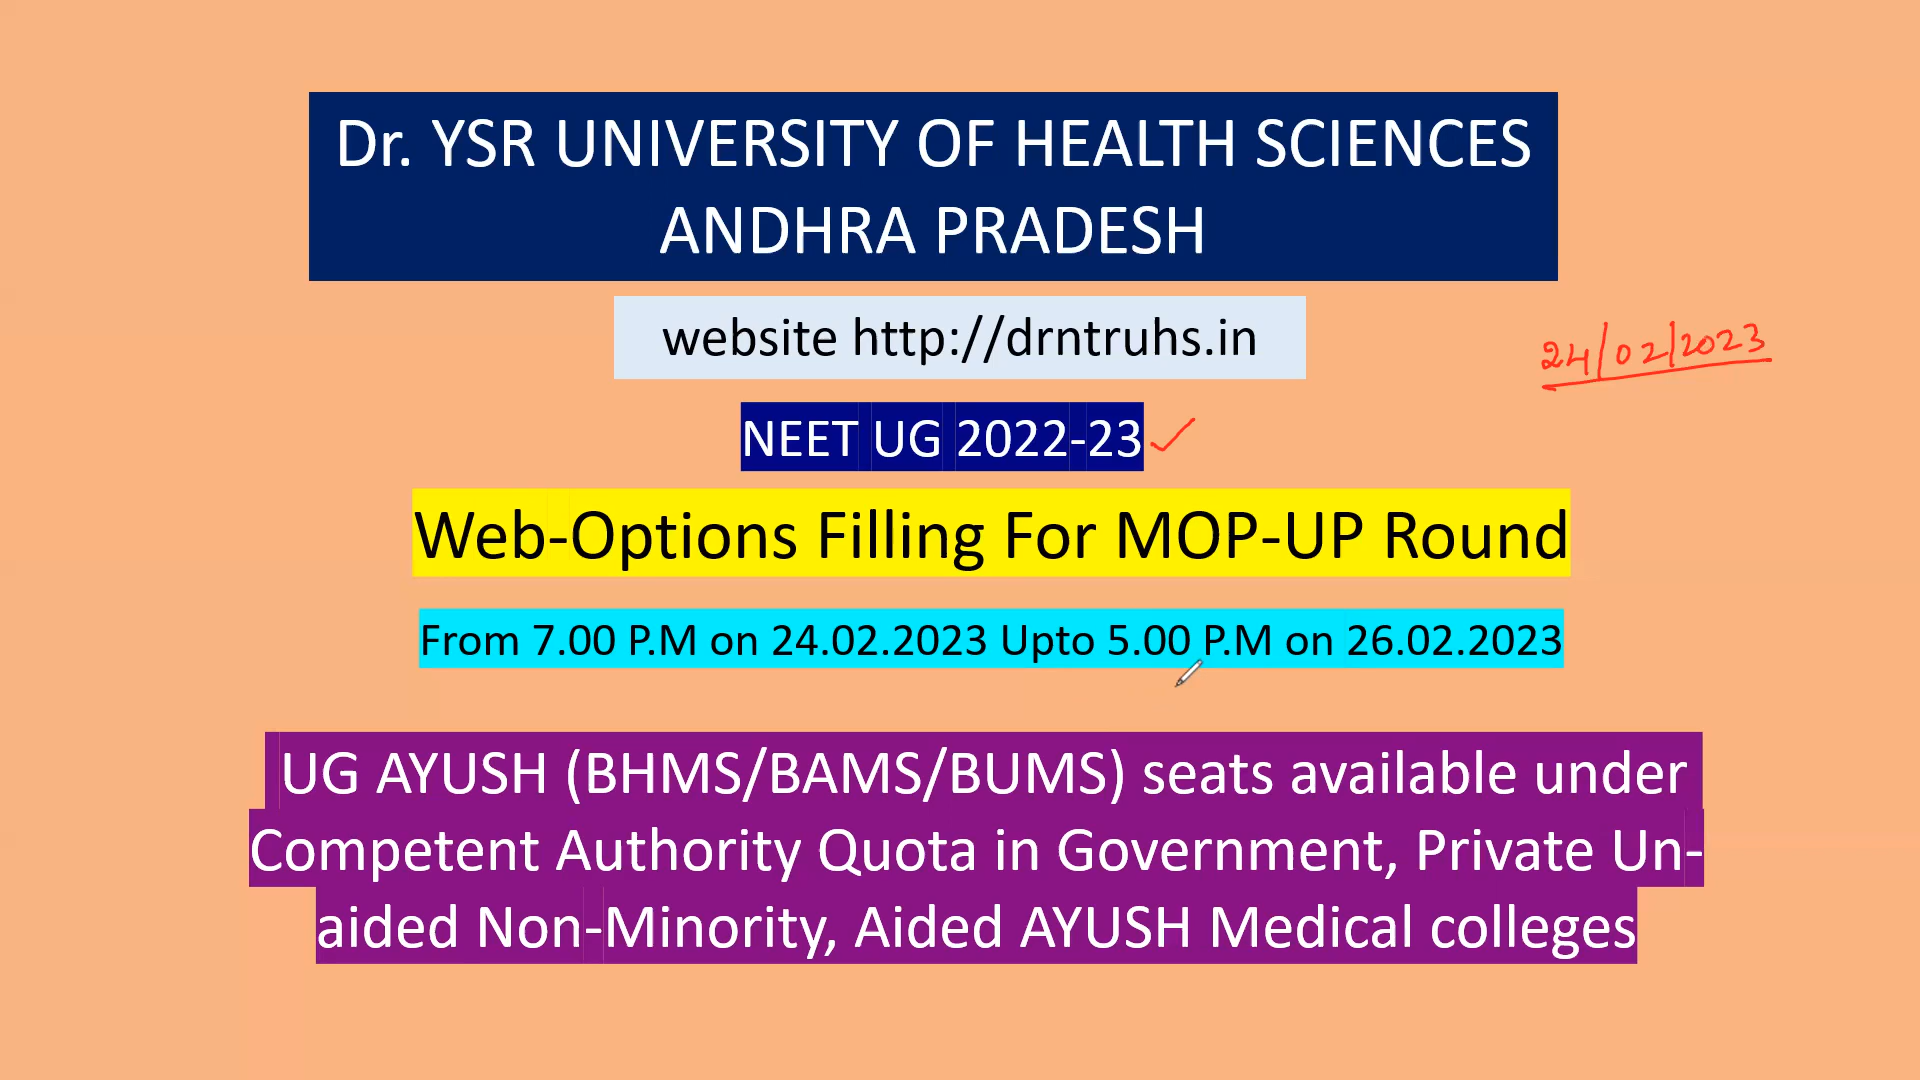 Dr. YSR UNIVERSITY OF HEALTH SCIENCES
ANDHRA PRADESH
website http://drntruhs.in
24/02/2023
NEET UG 2022-23
Web-Options Filling For MOP-UP Round
From 7.00 P.M on 24.02.2023 Upto 5.00 P.M on 26.02.2023
UG AYUSH (BHMS/BAMS/BUMS) seats available under
Competent Authority Quota in Government, Private Un-
aided Non-Minority, Aided AYUSH Medical colleges